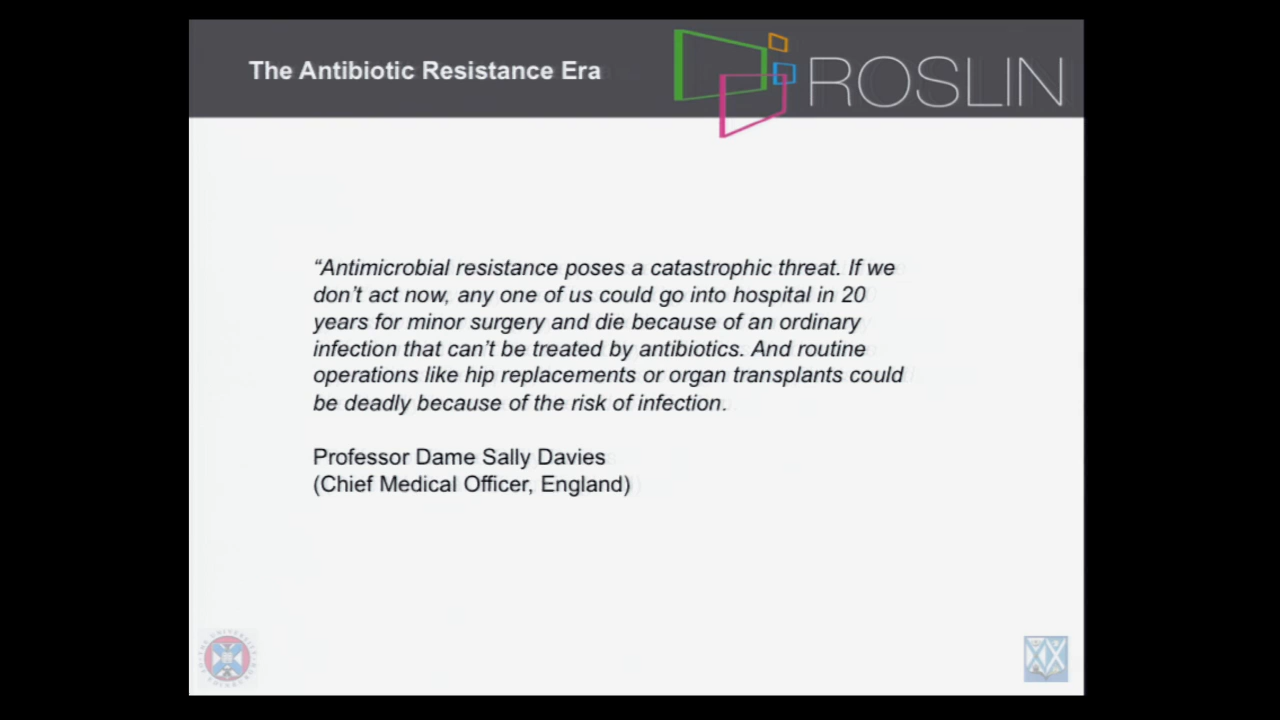 The Antibiotic Resistance Era
ROSLIN
“Antimicrobial resistance poses a catastrophic threat. If we
don’t act now, any one of us could go into hospital in 20
years for minor surgery and die because of an ordinary
infection that can’t be treated by antibiotics. And routine
operations like hip replacements or organ transplants could
be deadly because of the risk of infection.
Professor Dame Sally Davies
(Chief Medical Officer, England)